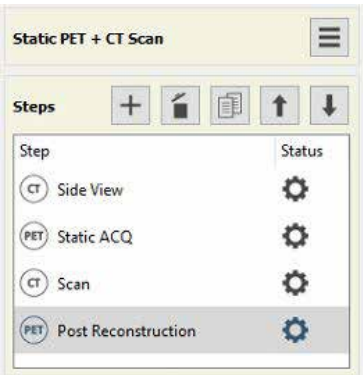 Static PET + CT Scan
Steps
Step Status
CT Side View
PET Static ACQ
CT Scan
PET Post Reconstruction